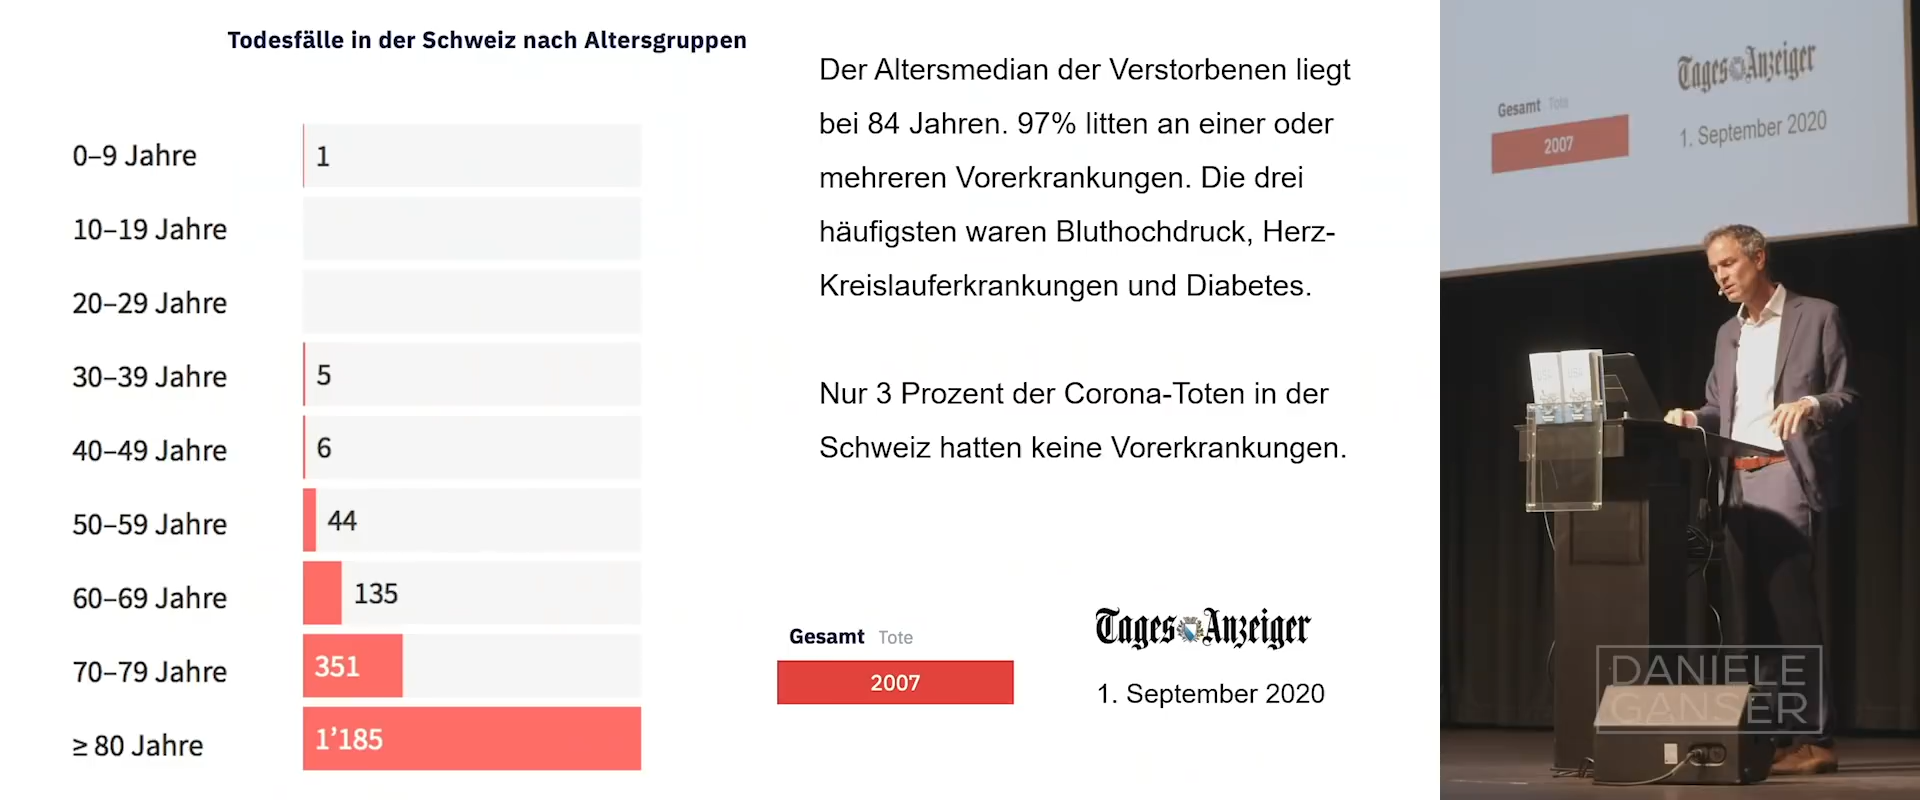 Todesfälle in der Schweiz nach Altersgruppen
0–9 Jahre 1
10–19 Jahre
20–29 Jahre
30–39 Jahre 5
40–49 Jahre 6
50–59 Jahre 44
60–69 Jahre 135
70–79 Jahre 351
≥ 80 Jahre 1’185
Der Altersmedian der Verstorbenen liegt
bei 84 Jahren. 97% litten an einer oder
mehreren Vorerkrankungen. Die drei
häufigsten waren Bluthochdruck, Herz-
Kreislauferkrankungen und Diabetes.
Nur 3 Prozent der Corona-Toten in der
Schweiz hatten keine Vorerkrankungen.
Gesamt Tote
2007
Tages Anzeiger
1. September 2020
Tages Anzeiger
Gesamt Tote
2007
1. September 2020
DANIELE
GANSER